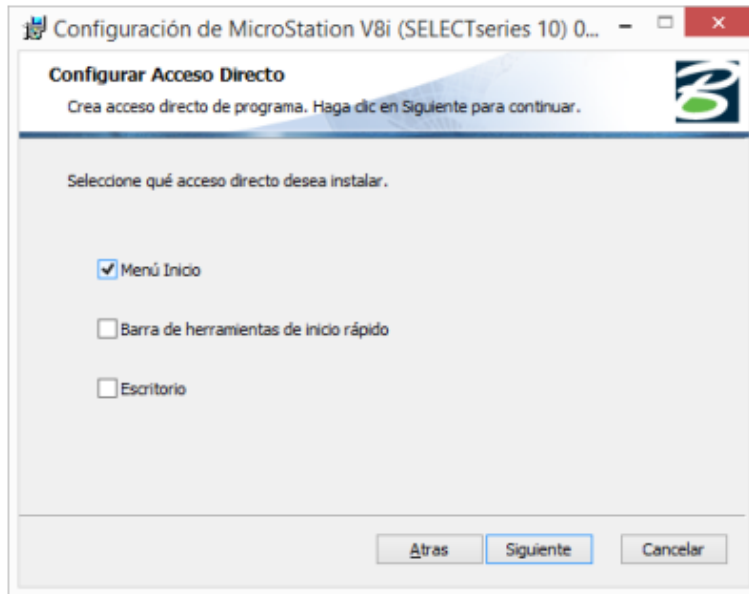 Configuración de MicroStation V8i (SELECTseries 10) 0...
Configurar Acceso Directo
Crea acceso directo de programa. Haga clic en Siguiente para continuar.
Seleccione qué acceso directo desea instalar.
Menú Inicio
Barra de herramientas de inicio rápido
Escritorio
Atras
Siguiente
Cancelar